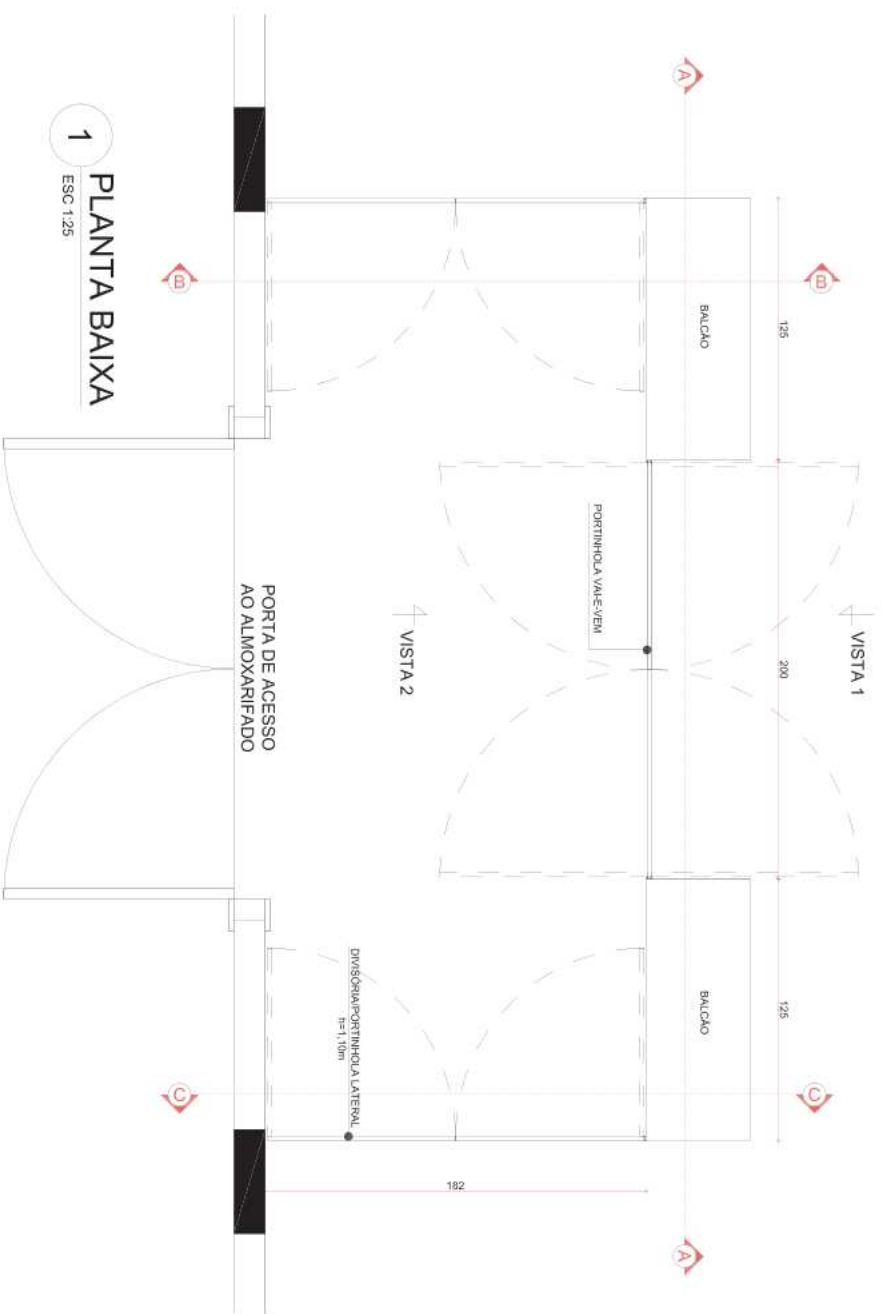 VISTA 1
125
200
125
B
C
A
A
BALCÃO
BALCÃO
PORTINHOLA VAI-E-VEM
VISTA 2
182
DIVISÓRIA/PORTINHOLA LATERAL
h=1,10m
PORTA DE ACESSO
AO ALMOXARIFADO
B
C
1
PLANTA BAIXA
ESC 1:25